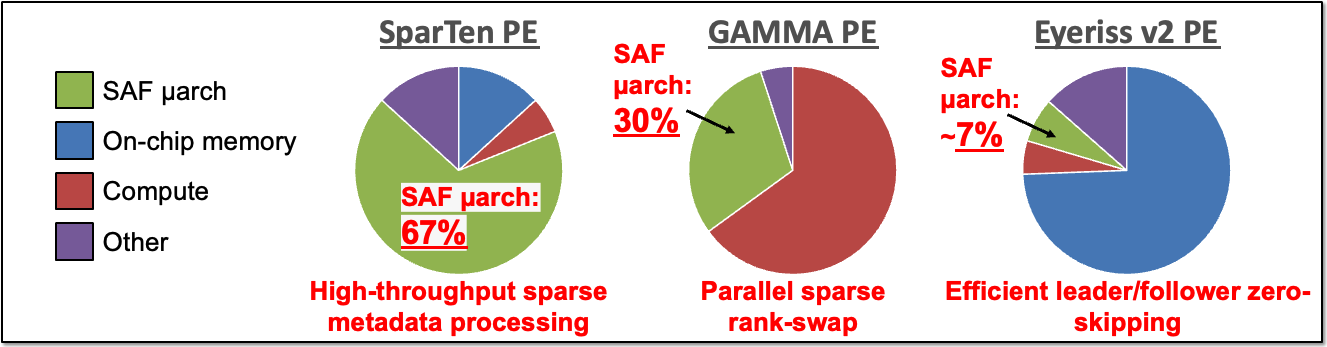 SparTen PE
GAMMA PE
Eyeriss v2 PE
SAF µarch
On-chip memory
Compute
Other
SAF µarch:
67%
SAF
µarch:
30%
SAF
µarch:
~7%
High-throughput sparse
metadata processing
Parallel sparse
rank-swap
Efficient leader/follower zero-
skipping